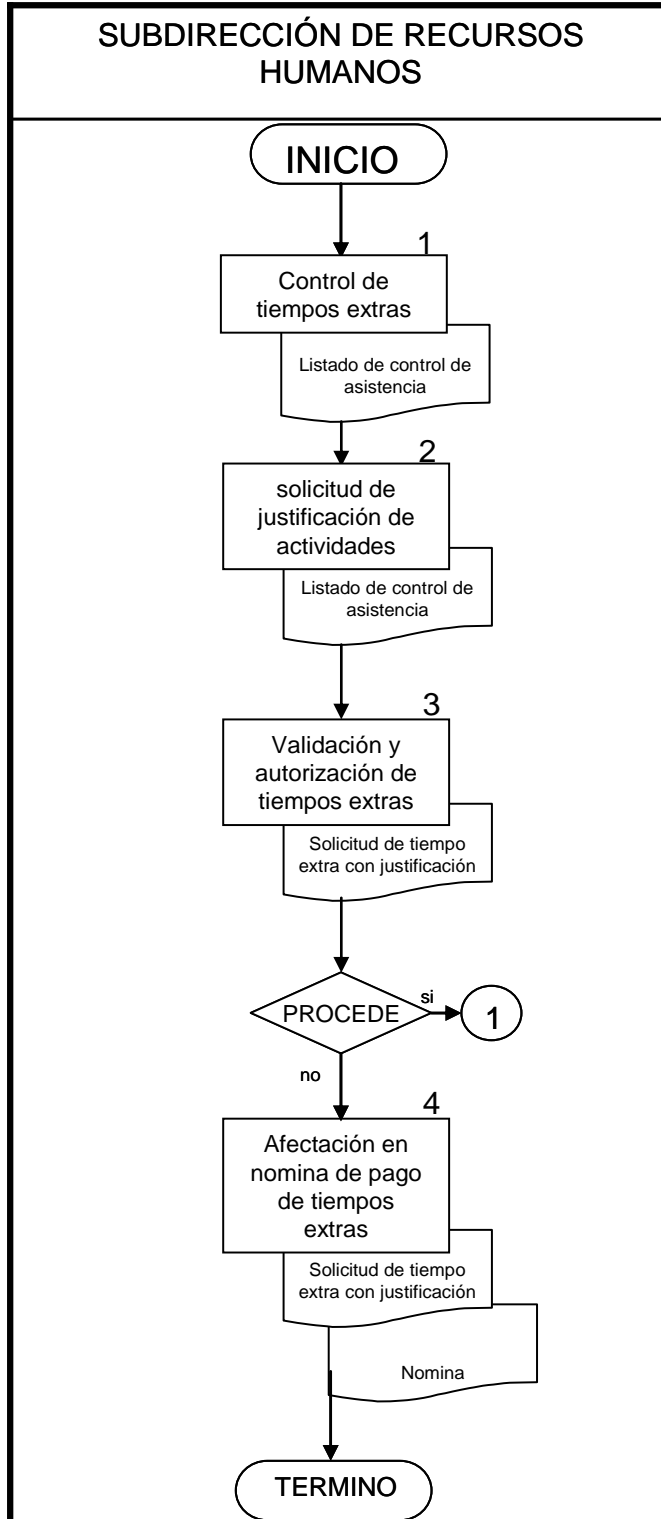 SUBDIRECCIÓN DE RECURSOS
HUMANOS
INICIO
1
Control de
tiempos extras
Listado de control de
asistencia
2
solicitud de
justificación de
actividades
Listado de control de
asistencia
3
Validación y
autorización de
tiempos extras
Solicitud de tiempo
extra con justificación
PROCEDE
si
1
no
4
Afectación en
nomina de pago
de tiempos
extras
Solicitud de tiempo
extra con justificación
Nomina
TERMINO